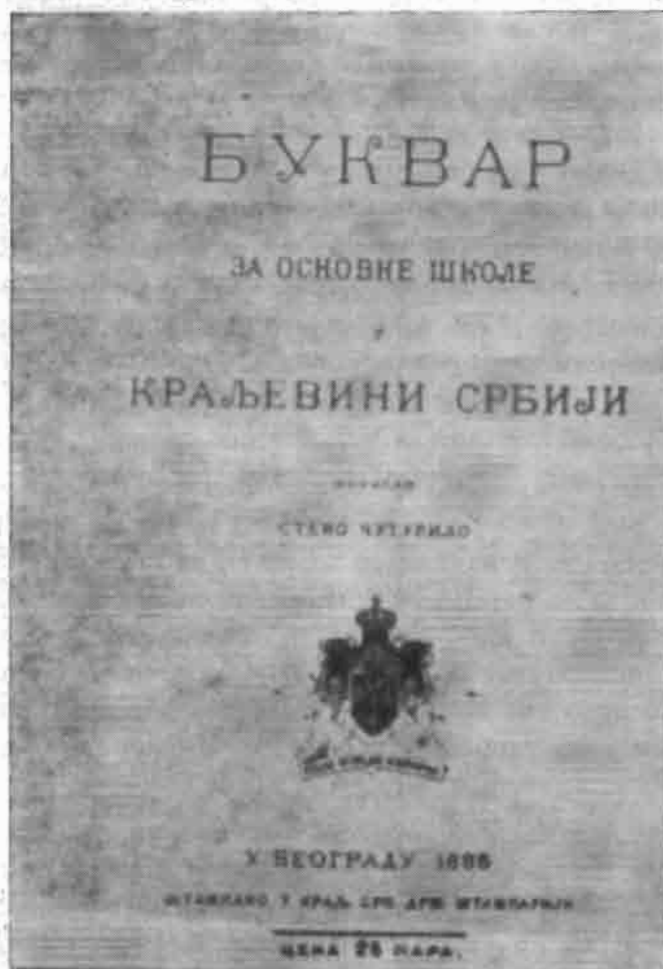 БУКВАР
ЗА ОСНОВНЕ ШКОЛЕ
У
КРАЉЕВИНИ СРБИЈИ
СТЕВО ЧУТУРИЛО
У БЕОГРАДУ 1886
ШТАМПАНО У КРАЉ. СРП. ДРЖ. ШТАМПАРИЈИ
ЦЕНА 25 ПАРА.